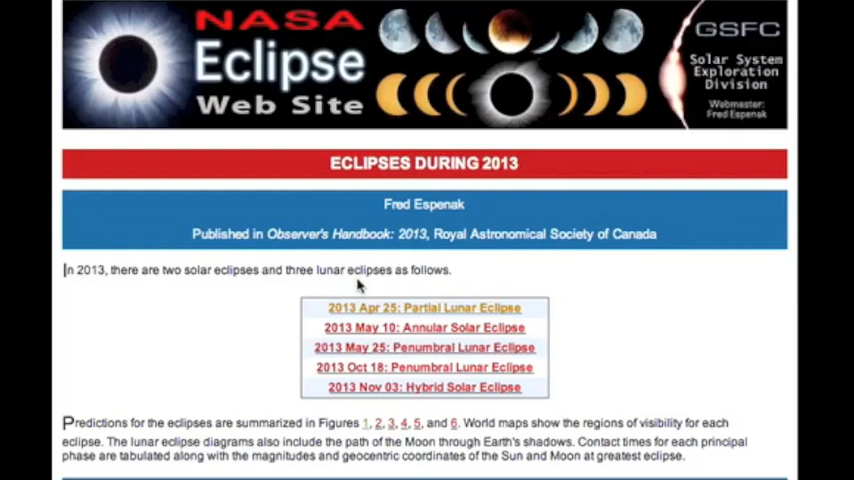 NASA
Eclipse
Web Site
GSFC
Solar System
Exploration
Division
Webmaster:
Fred Espenak
ECLIPSES DURING 2013
Fred Espenak
Published in Observer's Handbook: 2013, Royal Astronomical Society of Canada
In 2013, there are two solar eclipses and three lunar eclipses as follows.
2013 Apr 25: Partial Lunar Eclipse
2013 May 10: Annular Solar Eclipse
2013 May 25: Penumbral Lunar Eclipse
2013 Oct 18: Penumbral Lunar Eclipse
2013 Nov 03: Hybrid Solar Eclipse
Predictions for the eclipses are summarized in Figures 1, 2, 3, 4, 5, and 6. World maps show the regions of visibility for each
eclipse. The lunar eclipse diagrams also include the path of the Moon through Earth's shadows. Contact times for each principal
phase are tabulated along with the magnitudes and geocentric coordinates of the Sun and Moon at greatest eclipse.